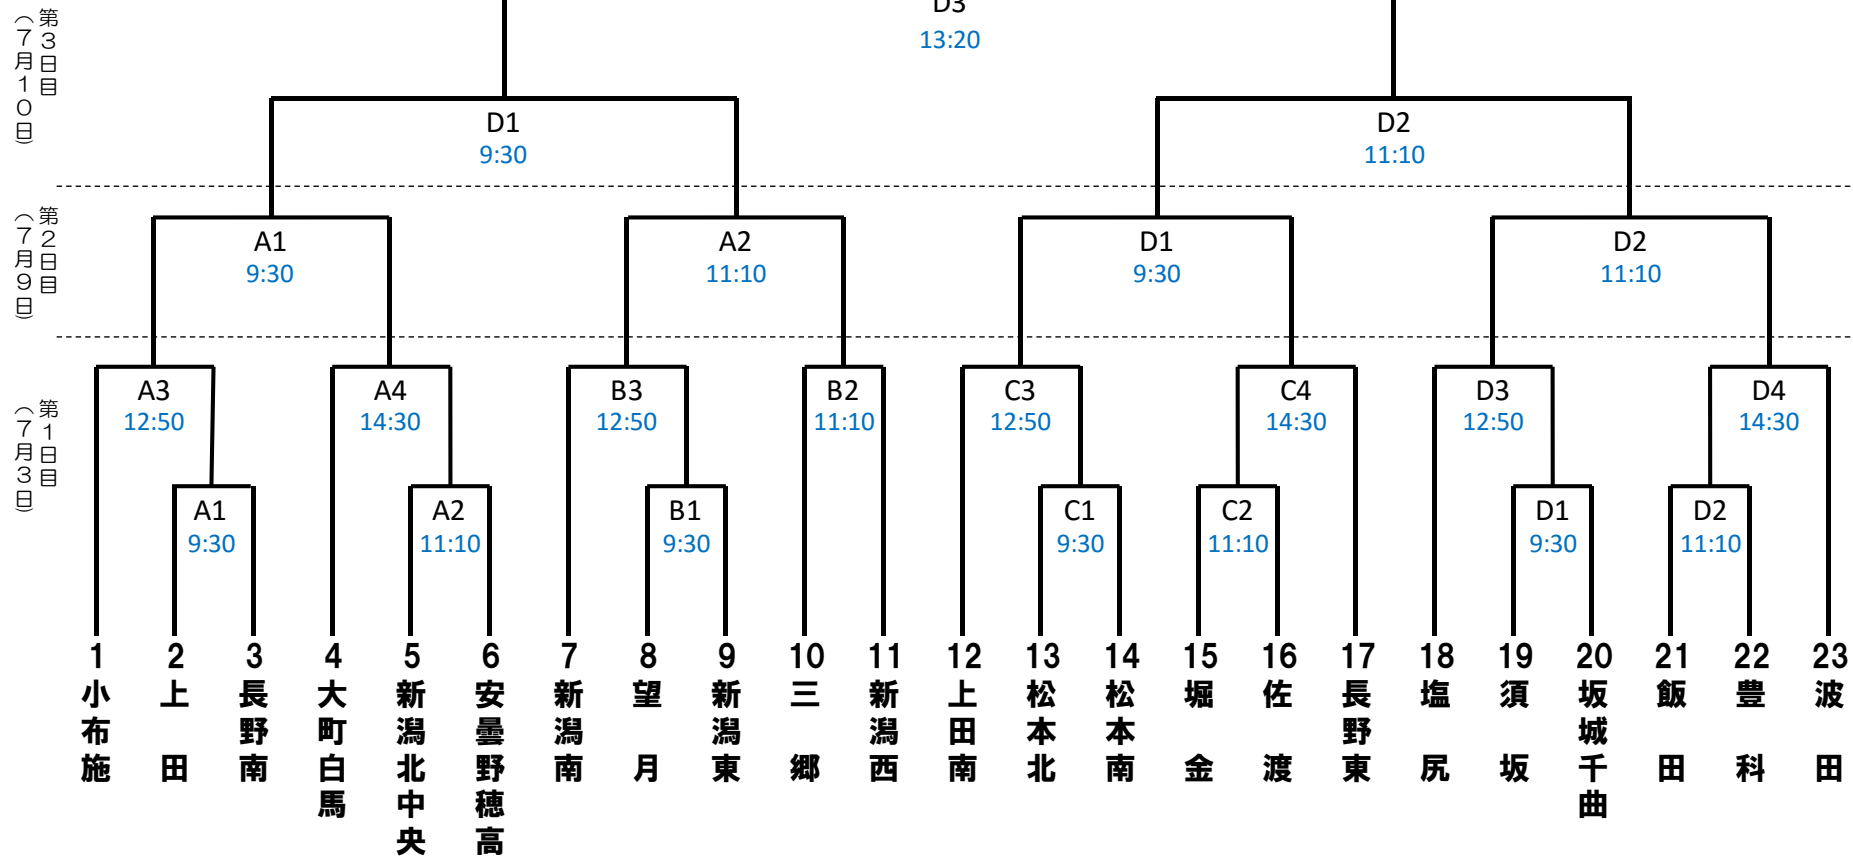 第3日目
（7月10日）
D3
13:20
D1
9:30
D2
11:10
第2日目
（7月9日）
A1
9:30
A2
11:10
D1
9:30
D2
11:10
第1日目
（7月3日）
A3
12:50
A4
14:30
B3
12:50
B2
11:10
C3
12:50
C4
14:30
D3
12:50
D4
14:30
A1
9:30
A2
11:10
B1
9:30
C1
9:30
C2
11:10
D1
9:30
D2
11:10
1 小布施
2 上田
3 長野南
4 大町白馬
5 新潟北中央
6 安曇野穂高
7 新潟南
8 望月
9 新潟東
10 三郷
11 新潟西
12 上田南
13 松本北
14 松本南
15 堀金
16 佐渡
17 長野東
18 塩尻
19 須坂
20 坂城千曲
21 飯田
22 豊科
23 波田